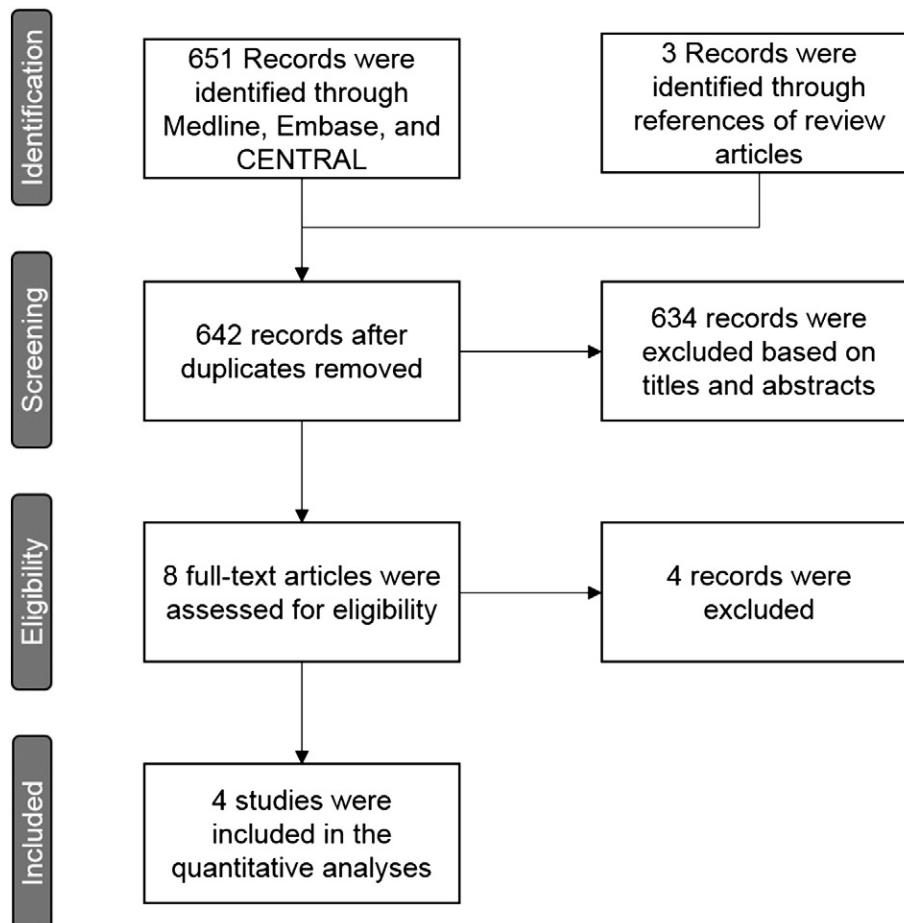 Identification
651 Records were
identified through
Medline, Embase, and
CENTRAL
3 Records were
identified through
references of review
articles
Screening
642 records after
duplicates removed
634 records were
excluded based on
titles and abstracts
Eligibility
8 full-text articles were
assessed for eligibility
4 records were
excluded
Included
4 studies were
included in the
quantitative analyses